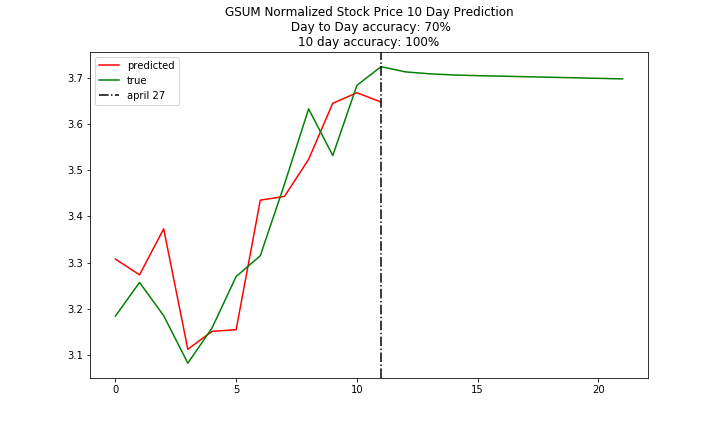 GSUM Normalized Stock Price 10 Day Prediction
Day to Day accuracy: 70%
10 day accuracy: 100%
predicted
true
april 27
3.7
3.6
3.5
3.4
3.3
3.2
3.1
0 5 10 15 20